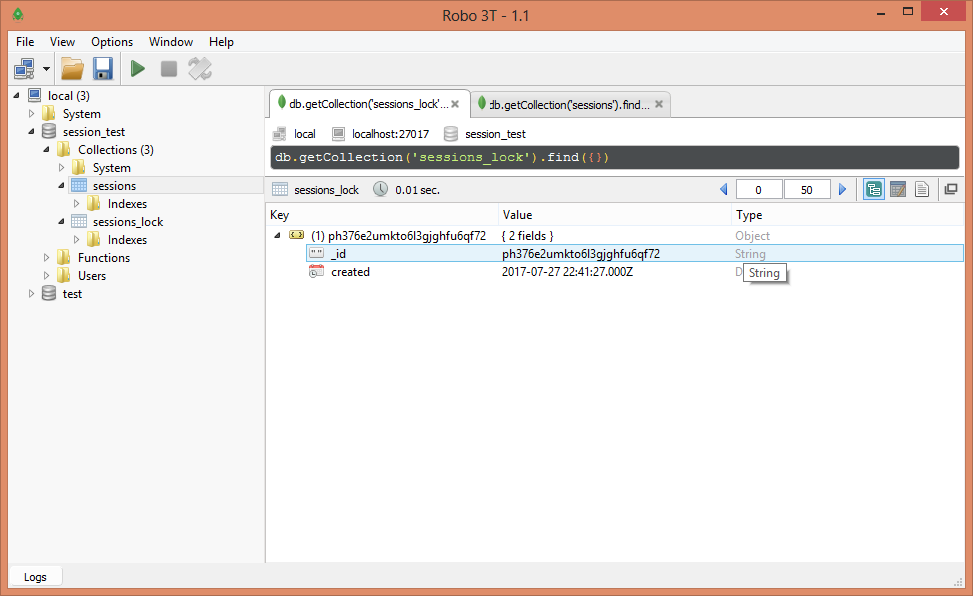 Robo 3T - 1.1
File View Options Window Help
local (3)
System
session_test
Collections (3)
System
sessions
Indexes
sessions_lock
Indexes
Functions
Users
test
db.getCollection('sessions_lock'...
db.getCollection('sessions').find...
local localhost:27017 session_test
db.getCollection('sessions_lock').find({})
sessions_lock 0.01 sec. 0 50
Key Value Type
(1) ph376e2umkto6l3gjghfu6qf72 { 2 fields } Object
_id ph376e2umkto6l3gjghfu6qf72 String
created 2017-07-27 22:41:27.000Z D
String
Logs